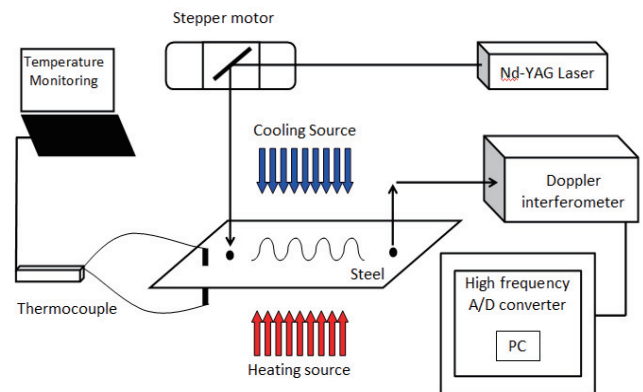 Stepper motor
Temperature
Monitoring
Nd-YAG Laser
Cooling Source
Doppler
interferometer
Steel
Thermocouple
High frequency
A/D converter
PC
Heating source